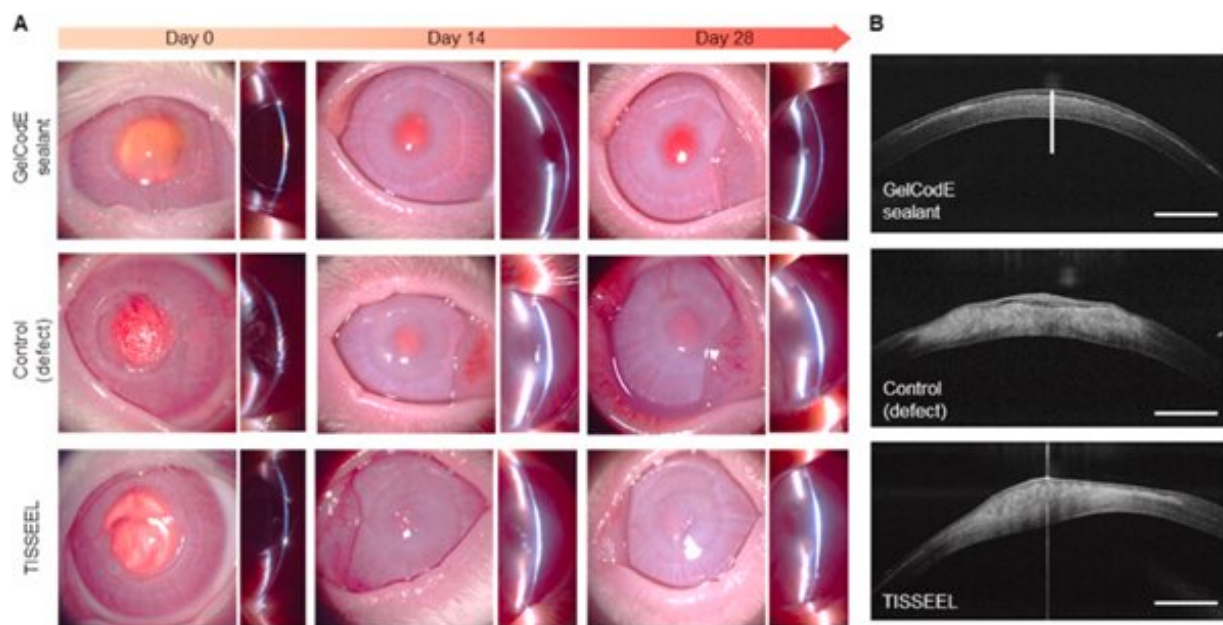 A
B
Day 0
Day 14
Day 28
GelCodE
sealant
Control
(defect)
TISSEEL
GelCodE
sealant
Control
(defect)
TISSEEL